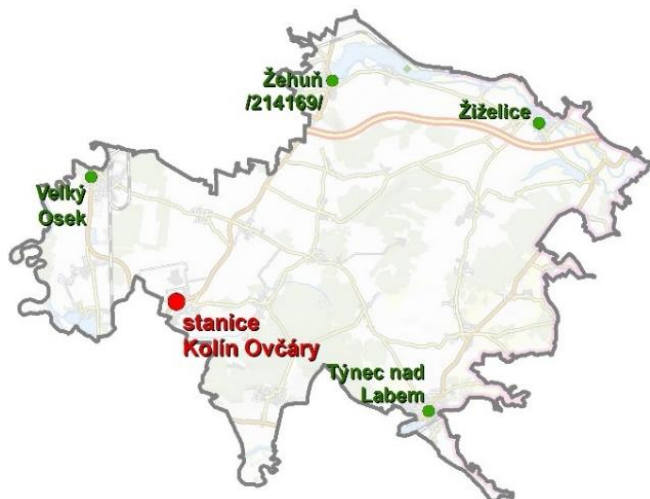 Žehuň
/214169/
Žiželice
Velký
Osek
stanice
Kolín Ovčáry
Týnec nad
Labem